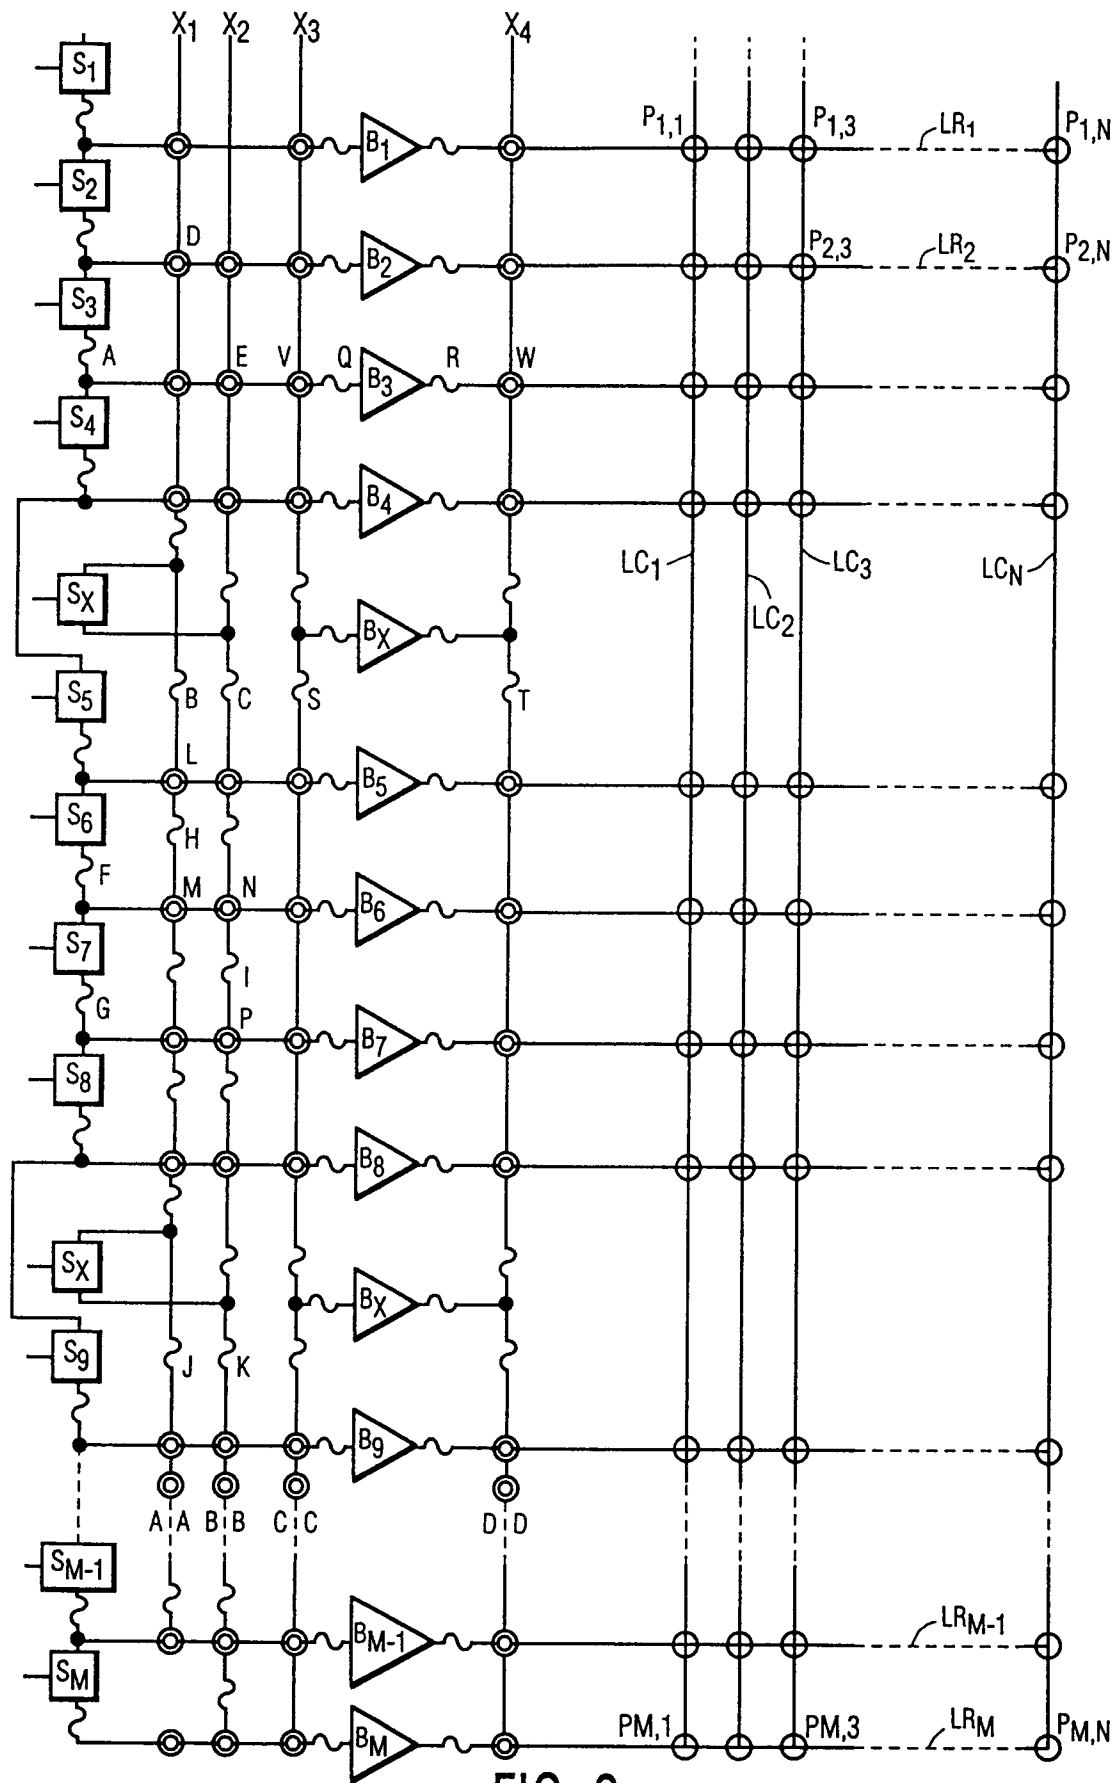 X1 X2 X3 X4
S1
P1,1 P1,3 LR1 P1,N
B1
S2
D
P2,3 LR2 P2,N
B2
S3
A E V Q R W
B3
S4
B4
LC1 LC3 LCN
SX
LC2
BX
S5
B C S T
L
B5
S6
H
F
M N
B6
S7
I
G
P
B7
S8
B8
SX
BX
S9
J K
B9
A A B B C C D D
SM-1
BM-1 LRM-1
SM
PM,1 PM,3 LRM PM,N
BM